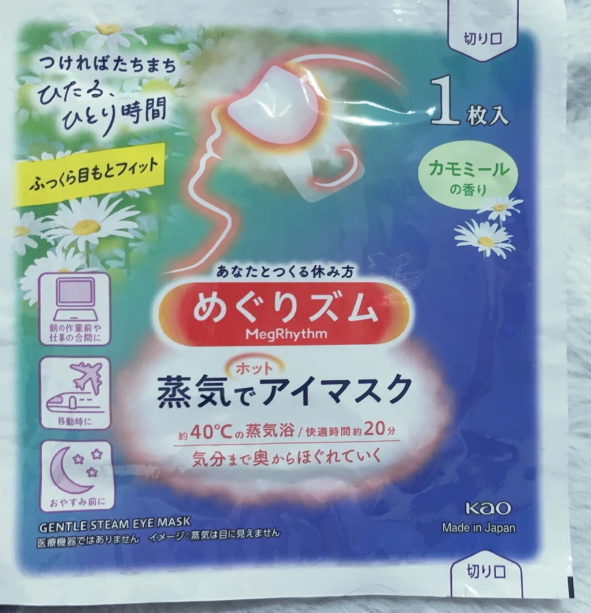 切り口
つければたちまち
ひたる、
ひとり時間
1枚入
ふっくら目もとフィット
カモミール
の香り
あなたとつくる休み方
めぐりズム
MegRhythm
ホット
蒸気でアイマスク
約40℃の蒸気浴/快適時間約20分
気分まで奥からほぐれていく
朝の作業前や
仕事の合間に
移動時に
おやすみ前に
GENTLE STEAM EYE MASK
医療機器ではありません イメージ:蒸気は目に見えません
Kao
Made in Japan
切り口